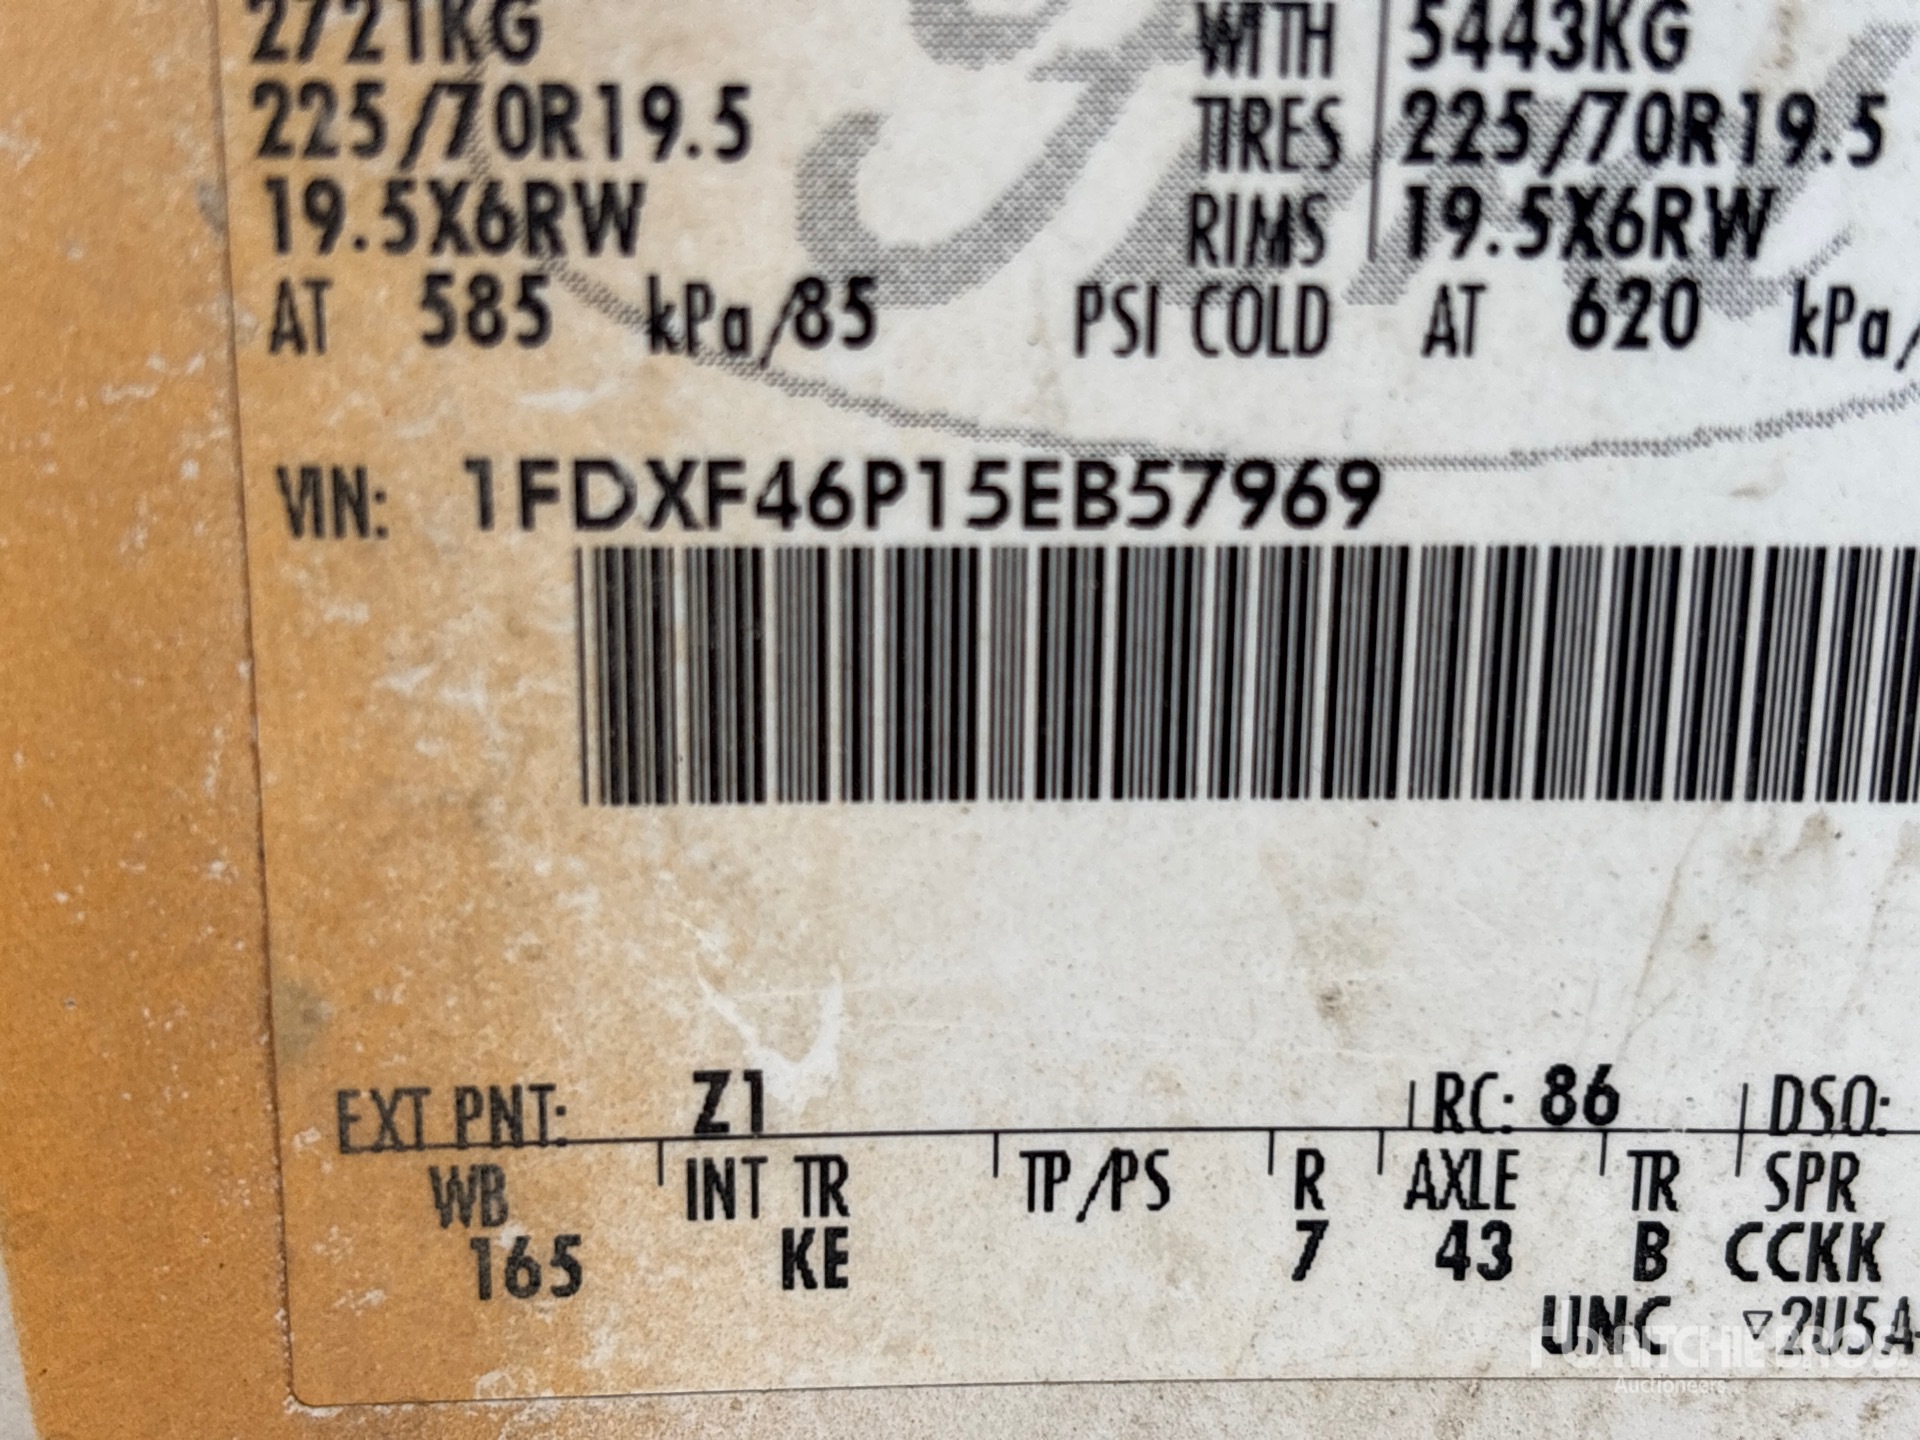 2721KG WITH 5443KG
225/70R19.5 TIRES 225/70R19.5
19.5X6RW RIMS 19.5X6RW
AT 585 kPa/85 PSI COLD AT 620 kPa/
VIN: 1FDXF46P15EB57969
EXT PNT: Z1 RC: 86 DSO:
WB INT TR TP/PS R AXLE TR SPR
165 KE 7 43 B CCKK
UNC ▽2U5A-
RITCHIE BROS.
Auctioneers